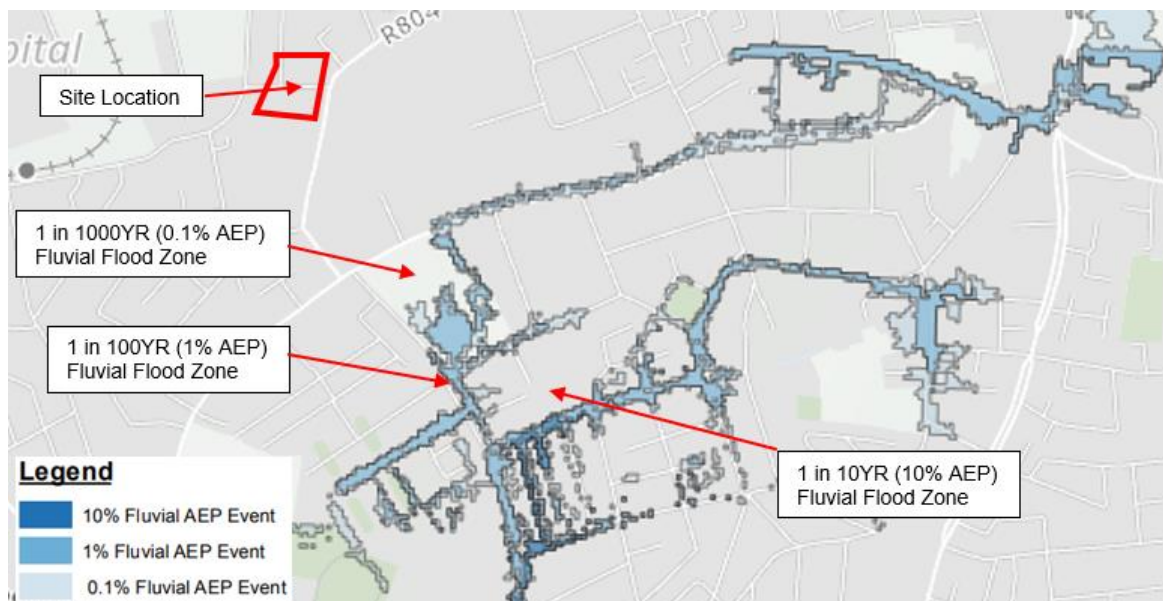 pital
R804
Site Location
1 in 1000YR (0.1% AEP)
Fluvial Flood Zone
1 in 100YR (1% AEP)
Fluvial Flood Zone
1 in 10YR (10% AEP)
Fluvial Flood Zone
Legend
10% Fluvial AEP Event
1% Fluvial AEP Event
0.1% Fluvial AEP Event